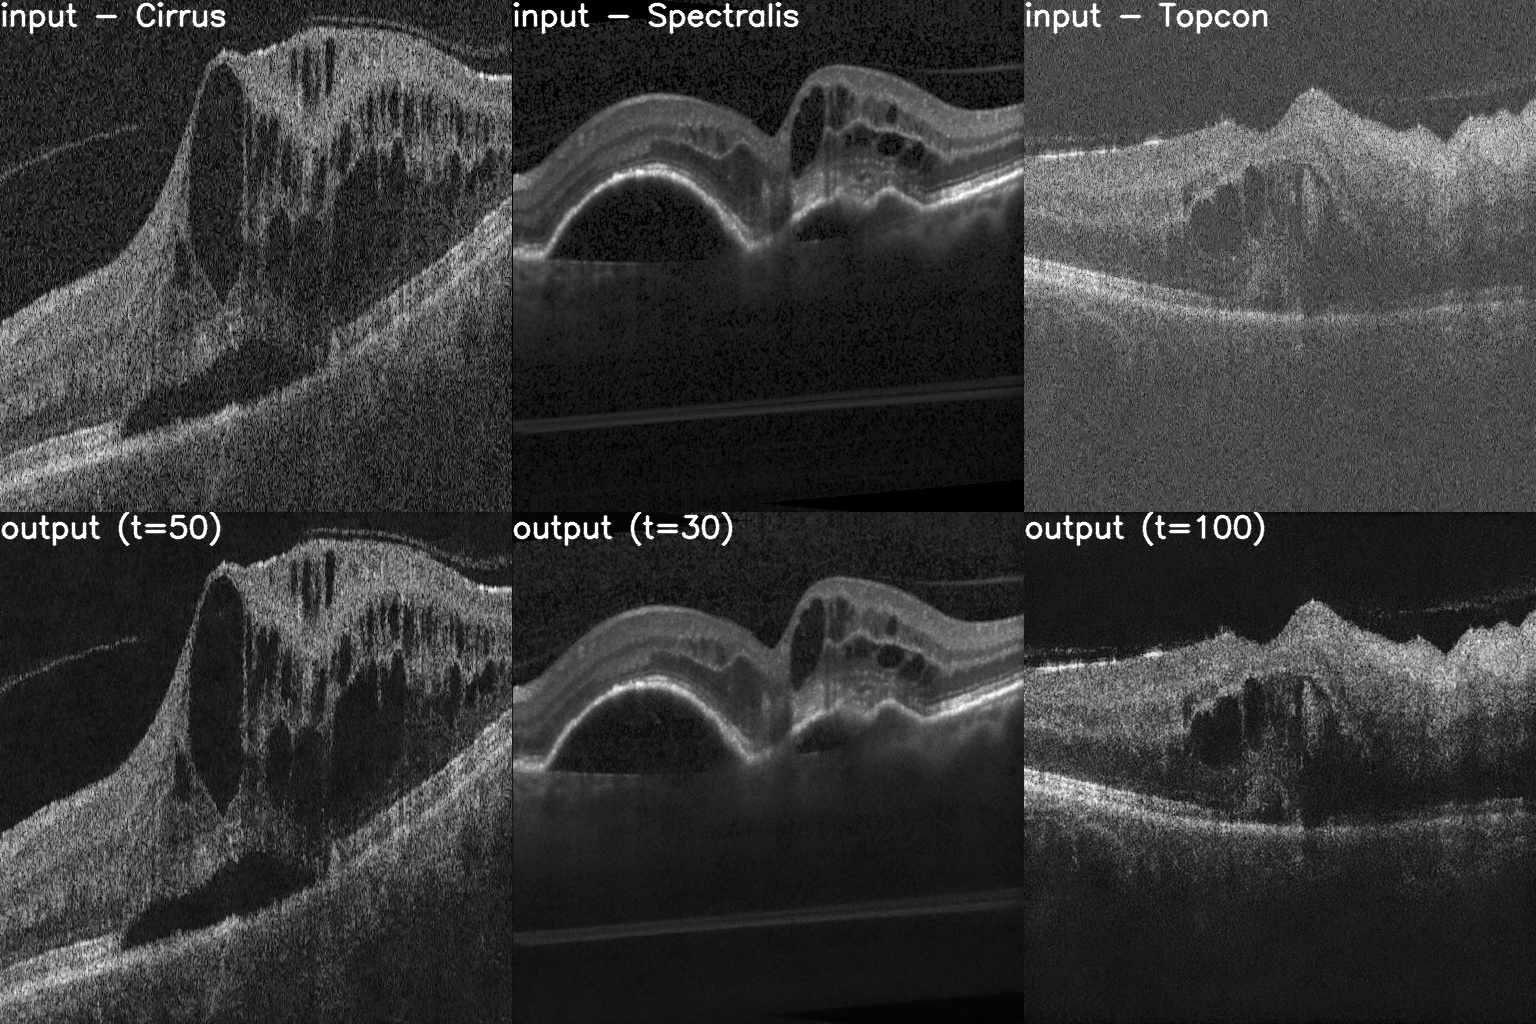 input - Cirrus
input - Spectralis
input - Topcon
output (t=50)
output (t=30)
output (t=100)